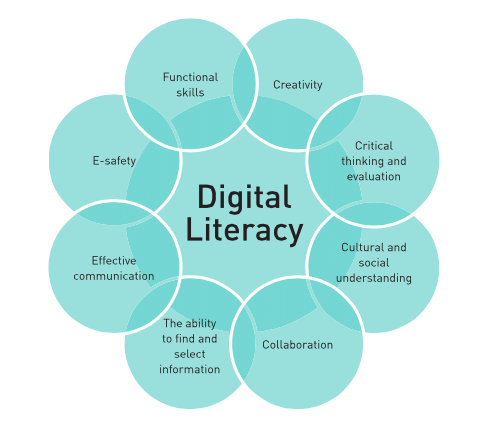 Functional
skills
Creativity
Critical
thinking and
evaluation
Cultural and
social
understanding
Collaboration
The ability
to find and
select
information
Effective
communication
E-safety
Digital
Literacy